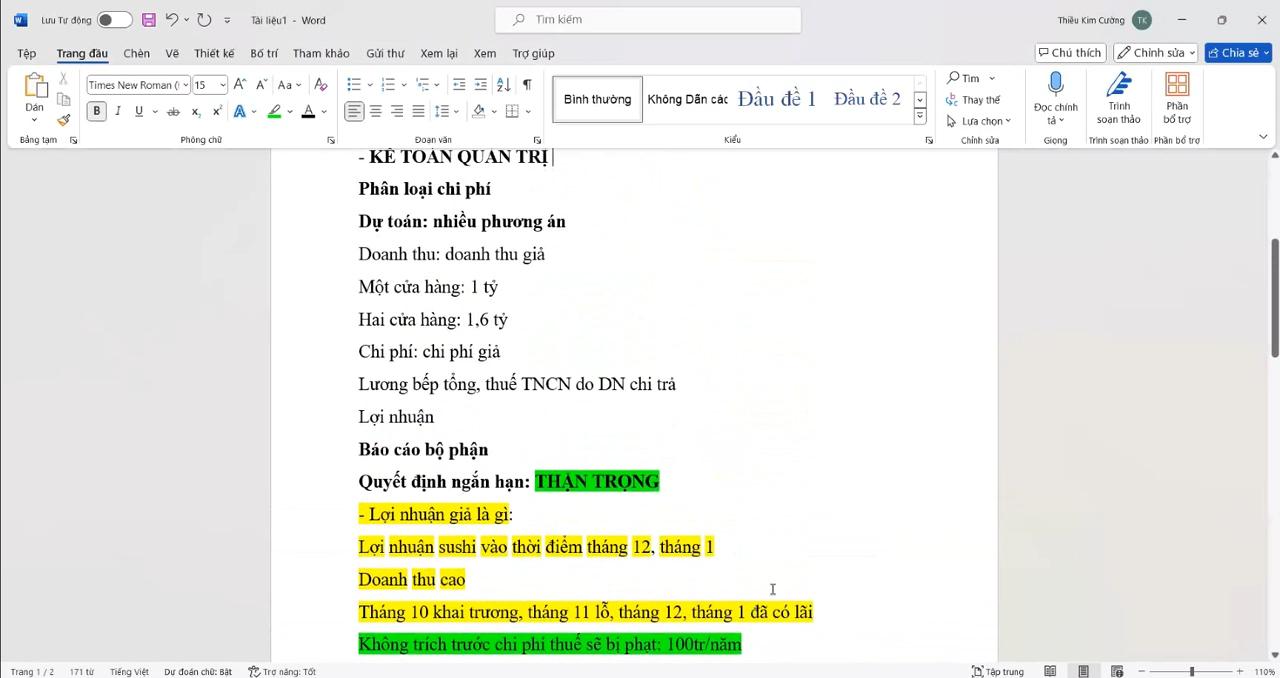 Lưu Tự động
Tài liệu1 - Word
Tìm kiếm
Thiều Kim Cường
TK
Tệp Trang đầu Chèn Vẽ Thiết kế Bố trí Tham khảo Gửi thư Xem lại Xem Trợ giúp
Chú thích Chỉnh sửa Chia sẻ
Dán
Times New Roman ( 15
Bình thường Không Dãn các Đầu đề 1 Đầu đề 2
Tìm
Thay thế
Lựa chọn
Đọc chính tả
Trình soạn thảo
Phần bổ trợ
Bảng tạm Phông chữ Đoạn văn Kiểu Chỉnh sửa Giọng Trình soạn thảo Phần bổ trợ
- KẾ TOÁN QUẢN TRỊ
Phân loại chi phí
Dự toán: nhiều phương án
Doanh thu: doanh thu giả
Một cửa hàng: 1 tỷ
Hai cửa hàng: 1,6 tỷ
Chi phí: chi phí giả
Lương bếp tổng, thuế TNCN do DN chi trả
Lợi nhuận
Báo cáo bộ phận
Quyết định ngắn hạn: THẬN TRỌNG
- Lợi nhuận giả là gì:
Lợi nhuận sushi vào thời điểm tháng 12, tháng 1
Doanh thu cao
Tháng 10 khai trương, tháng 11 lỗ, tháng 12, tháng 1 đã có lãi
Không trích trước chi phí thuế sẽ bị phạt: 100tr/năm
Trang 1 / 2 171 từ Tiếng Việt Dự đoán chữ: Bật Trợ năng: Tốt Tập trung 110%